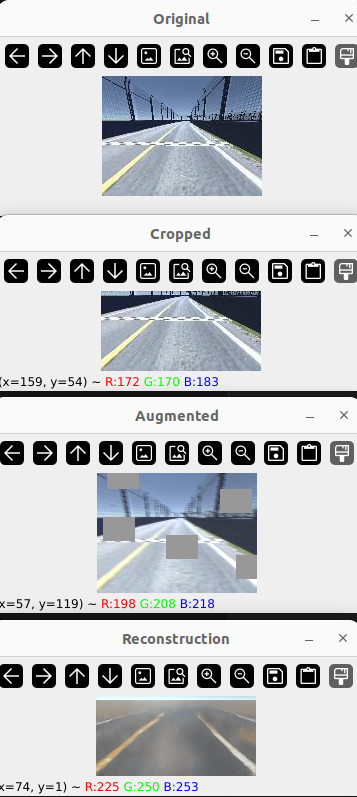 Original
Cropped
(x=159, y=54) ~ R:172 G:170 B:183
Augmented
x=57, y=119) ~ R:198 G:208 B:218
Reconstruction
x=74, y=1) ~ R:225 G:250 B:253